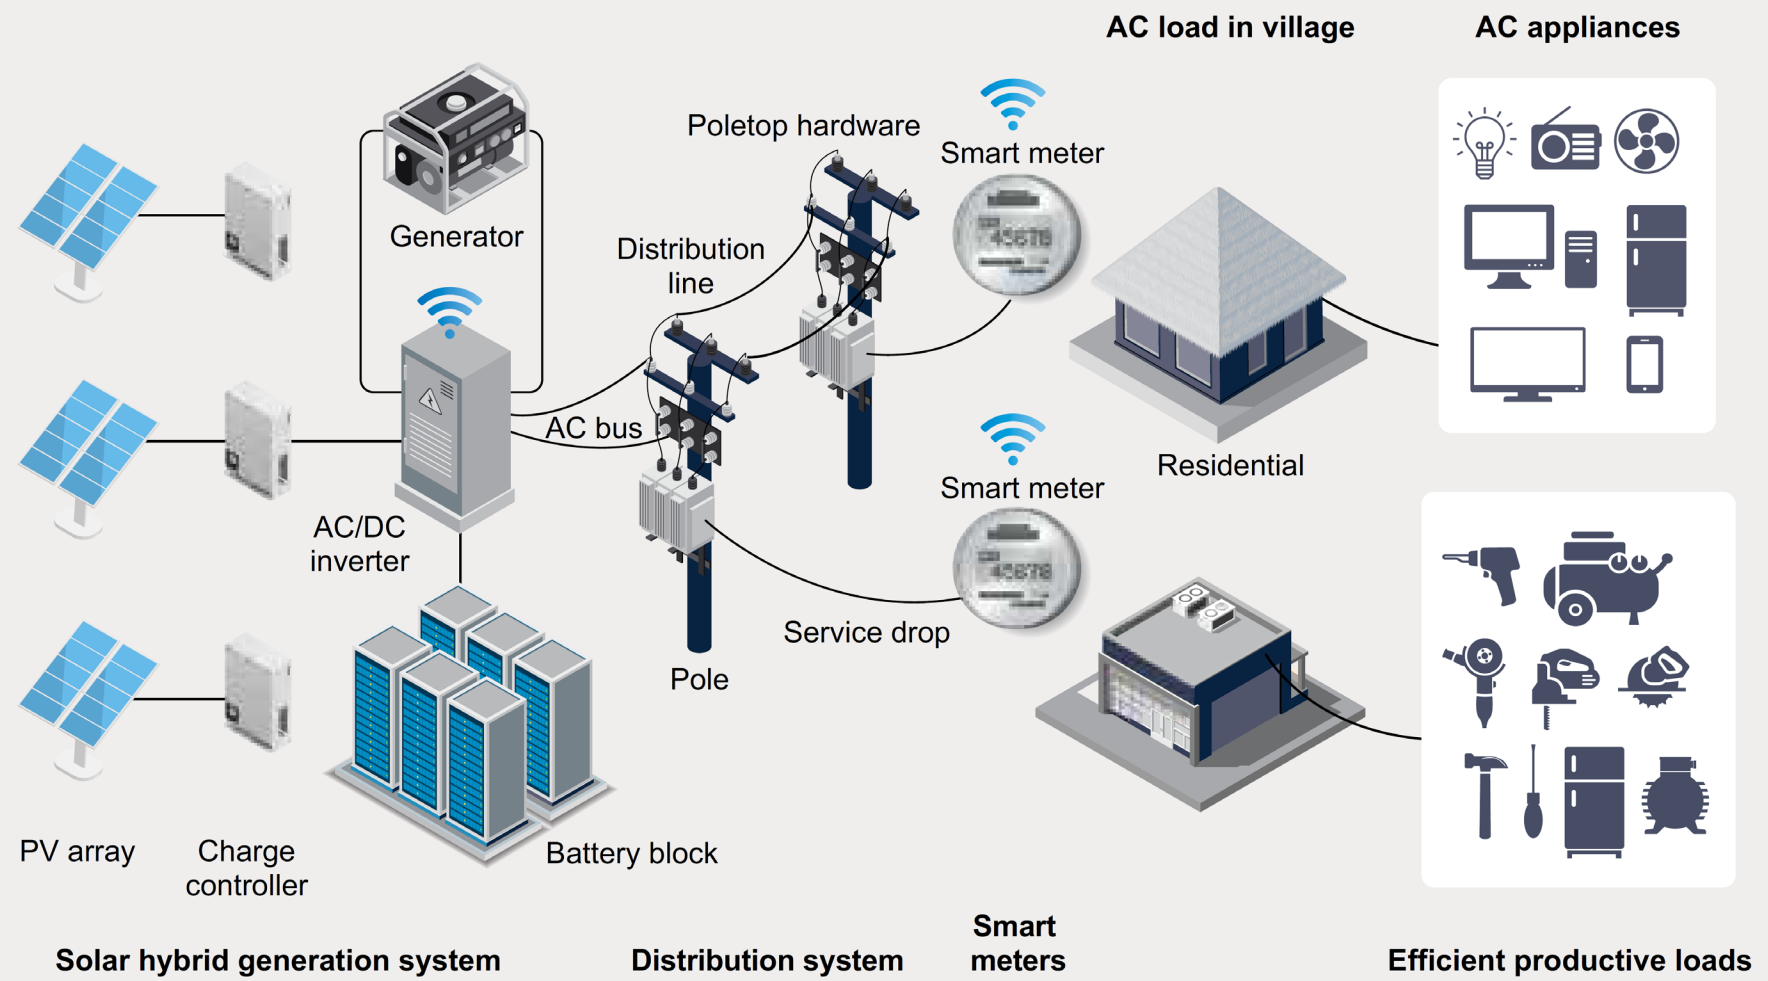 AC load in village
AC appliances
Poletop hardware
Smart meter
Generator
Distribution
line
AC bus
Residential
Smart meter
AC/DC
inverter
Service drop
Pole
PV array
Charge
controller
Battery block
Solar hybrid generation system
Distribution system
Smart
meters
Efficient productive loads